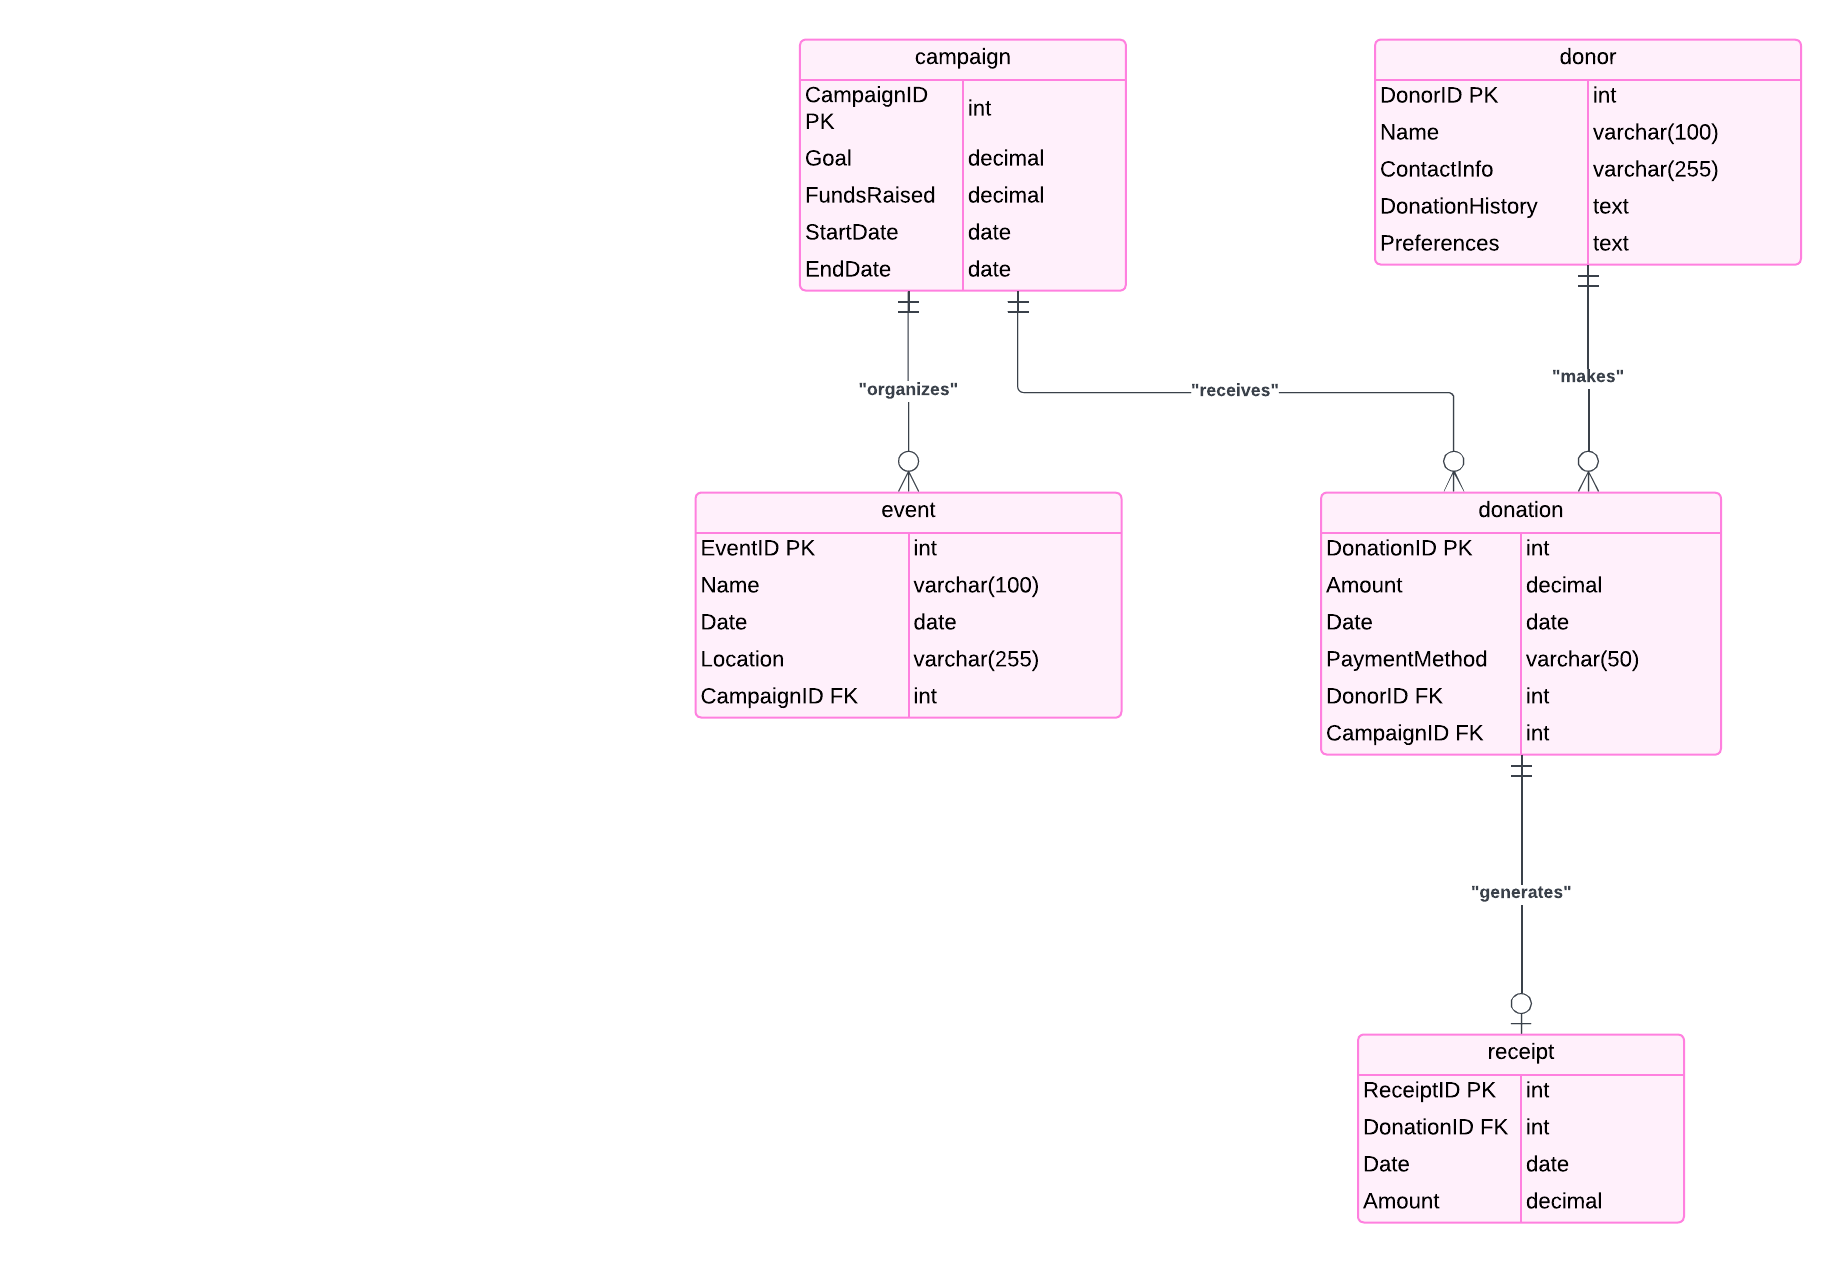 campaign
CampaignID PK int
Goal decimal
FundsRaised decimal
StartDate date
EndDate date
donor
DonorID PK int
Name varchar(100)
ContactInfo varchar(255)
DonationHistory text
Preferences text
"organizes"
"receives"
"makes"
event
EventID PK int
Name varchar(100)
Date date
Location varchar(255)
CampaignID FK int
donation
DonationID PK int
Amount decimal
Date date
PaymentMethod varchar(50)
DonorID FK int
CampaignID FK int
"generates"
receipt
ReceiptID PK int
DonationID FK int
Date date
Amount decimal